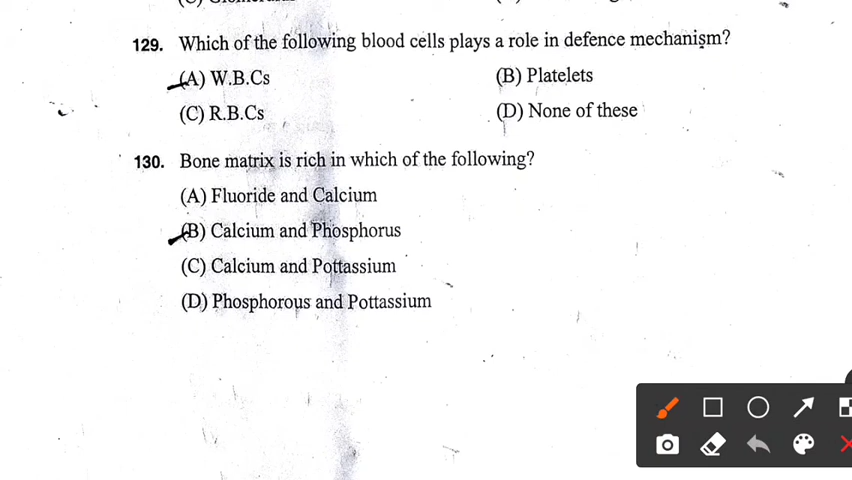 129. Which of the following blood cells plays a role in defence mechanism?
(A) W.B.Cs (B) Platelets
(C) R.B.Cs (D) None of these
130. Bone matrix is rich in which of the following?
(A) Fluoride and Calcium
(B) Calcium and Phosphorus
(C) Calcium and Pottassium
(D) Phosphorous and Pottassium